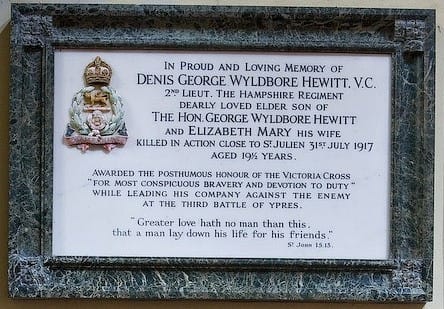 IN PROUD AND LOVING MEMORY OF
DENIS GEORGE WYLDBORE HEWITT, V.C.
2ND LIEUT. THE HAMPSHIRE REGIMENT
DEARLY LOVED ELDER SON OF
THE HON. GEORGE WYLDBORE HEWITT
AND ELIZABETH MARY HIS WIFE
KILLED IN ACTION CLOSE TO ST. JULIEN 31ST JULY 1917
AGED 19½ YEARS.
AWARDED THE POSTHUMOUS HONOUR OF THE VICTORIA CROSS
"FOR MOST CONSPICUOUS BRAVERY AND DEVOTION TO DUTY"
WHILE LEADING HIS COMPANY AGAINST THE ENEMY
AT THE THIRD BATTLE OF YPRES.
"Greater love hath no man than this,
that a man lay down his life for his friends."
St. John 15.13.